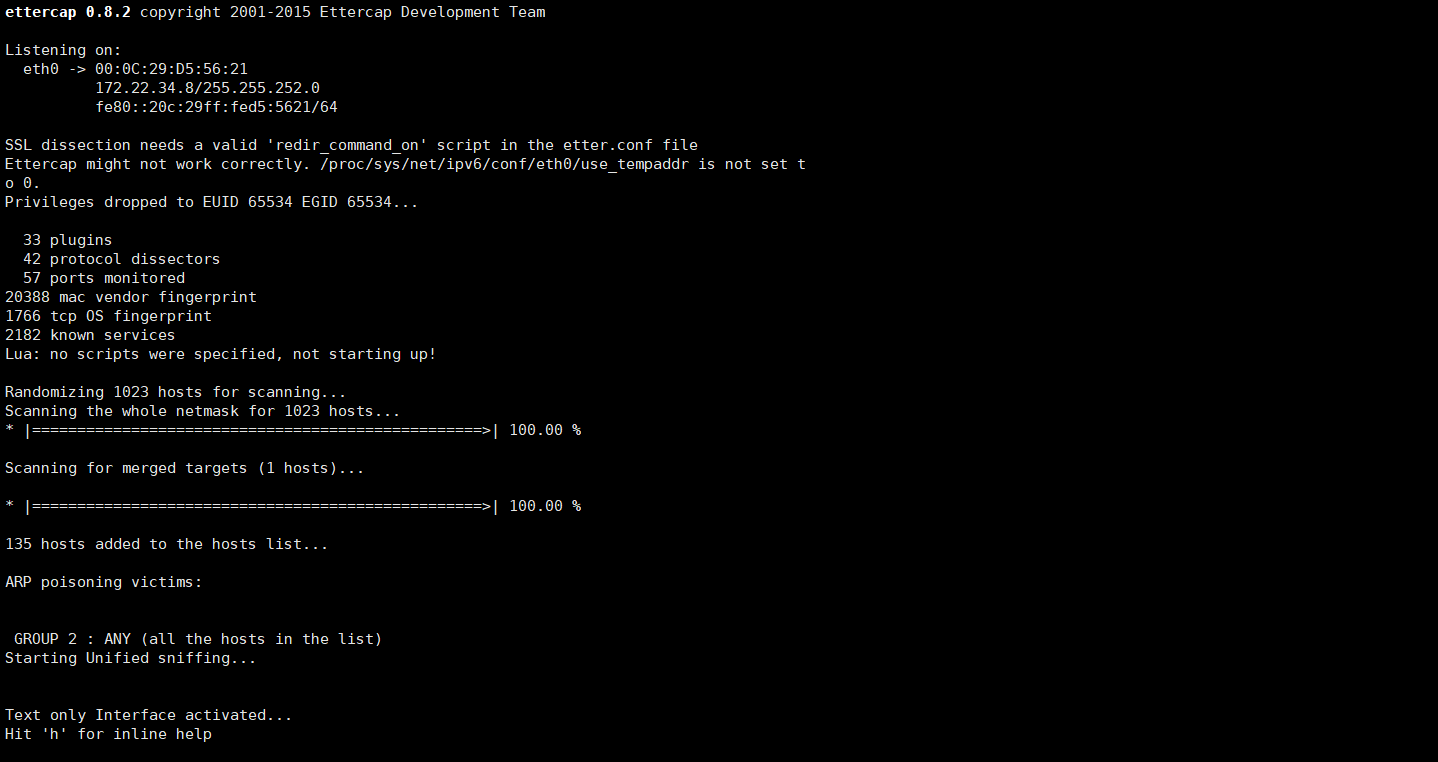 ettercap 0.8.2 copyright 2001-2015 Ettercap Development Team
Listening on:
eth0 -> 00:0C:29:D5:56:21
172.22.34.8/255.255.252.0
fe80::20c:29ff:fed5:5621/64
SSL dissection needs a valid 'redir_command_on' script in the etter.conf file
Ettercap might not work correctly. /proc/sys/net/ipv6/conf/eth0/use_tempaddr is not set t
o 0.
Privileges dropped to EUID 65534 EGID 65534...
33 plugins
42 protocol dissectors
57 ports monitored
20388 mac vendor fingerprint
1766 tcp OS fingerprint
2182 known services
Lua: no scripts were specified, not starting up!
Randomizing 1023 hosts for scanning...
Scanning the whole netmask for 1023 hosts...
* |==================================================>| 100.00 %
Scanning for merged targets (1 hosts)...
* |==================================================>| 100.00 %
135 hosts added to the hosts list...
ARP poisoning victims:
GROUP 2 : ANY (all the hosts in the list)
Starting Unified sniffing...
Text only Interface activated...
Hit 'h' for inline help